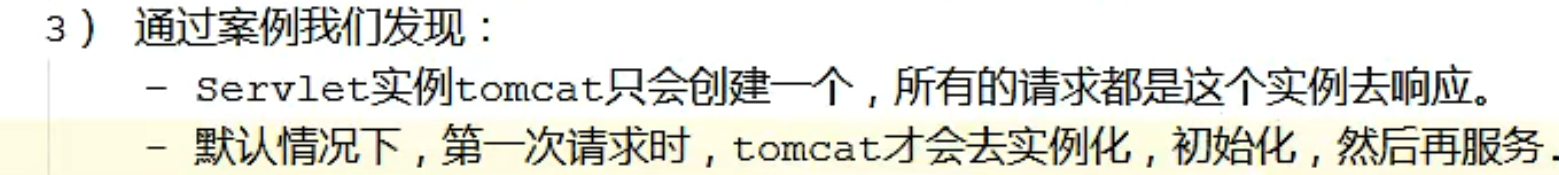 3） 通过案例我们发现：
- Servlet实例tomcat只会创建一个，所有的请求都是这个实例去响应。
- 默认情况下，第一次请求时，tomcat才会去实例化，初始化，然后再服务.